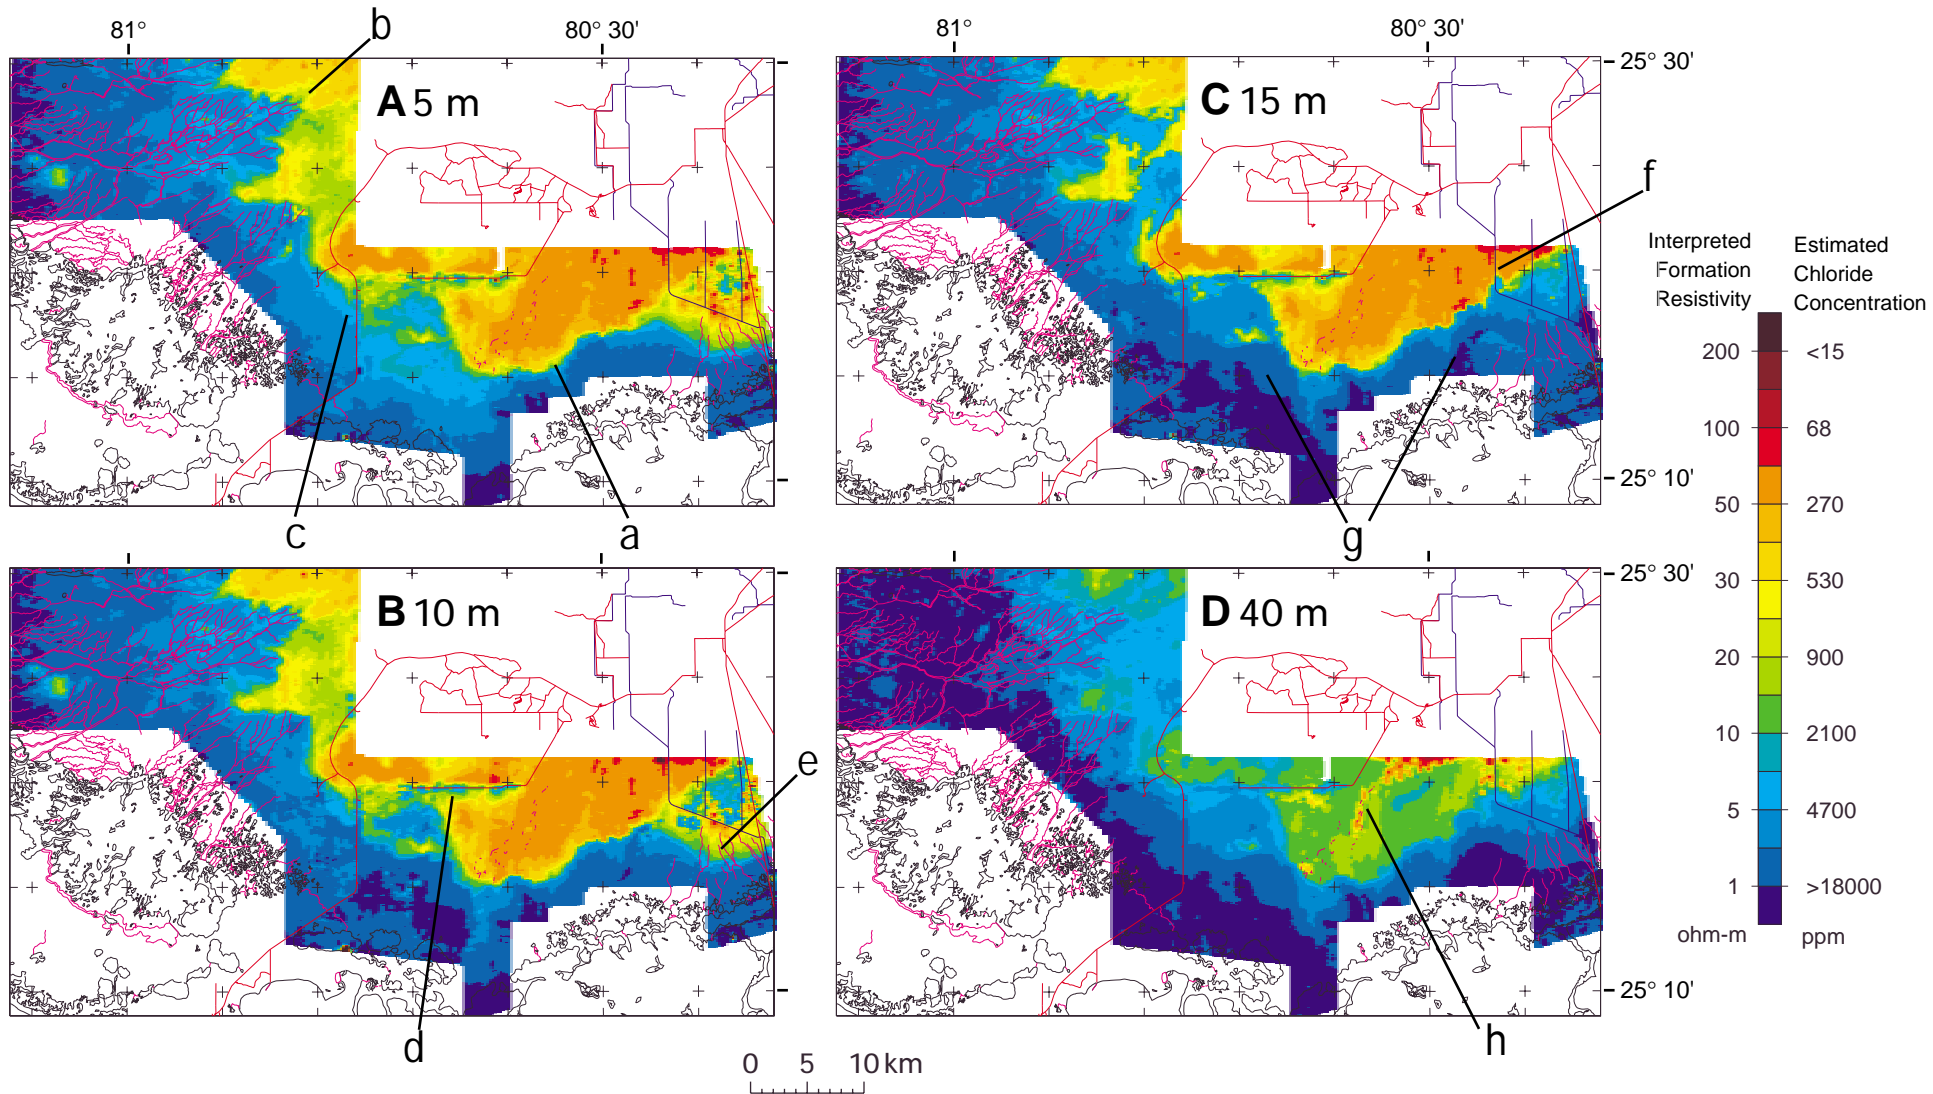 b
81° 80° 30' 81° 80° 30'
A 5 m
C 15 m
25° 30'
f
c
a
g
25° 10'
Interpreted
Formation
Resistivity
Estimated
Chloride
Concentration
200 <15
100 68
50 270
30 530
20 900
10 2100
5 4700
1 >18000
ohm-m ppm
B 10 m
D 40 m
25° 30'
e
d
h
25° 10'
0 5 10 km